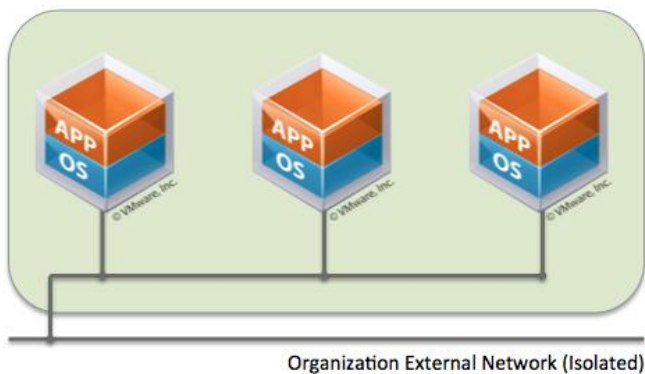 APP
OS
© VMware, Inc.
APP
OS
© VMware, Inc.
APP
OS
© VMware, Inc.
Organization External Network (Isolated)